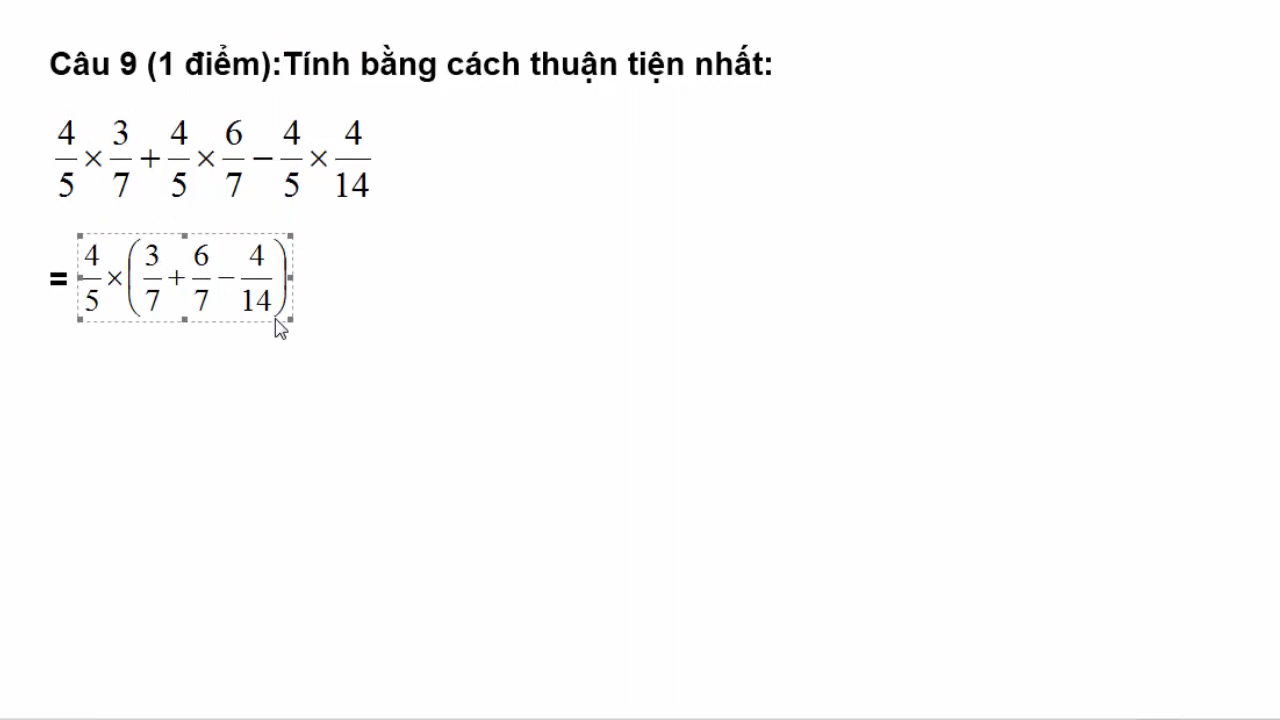 Câu 9 (1 điểm):Tính bằng cách thuận tiện nhất:
4/5 × 3/7 + 4/5 × 6/7 − 4/5 × 4/14
= 4/5 × (3/7 + 6/7 − 4/14)